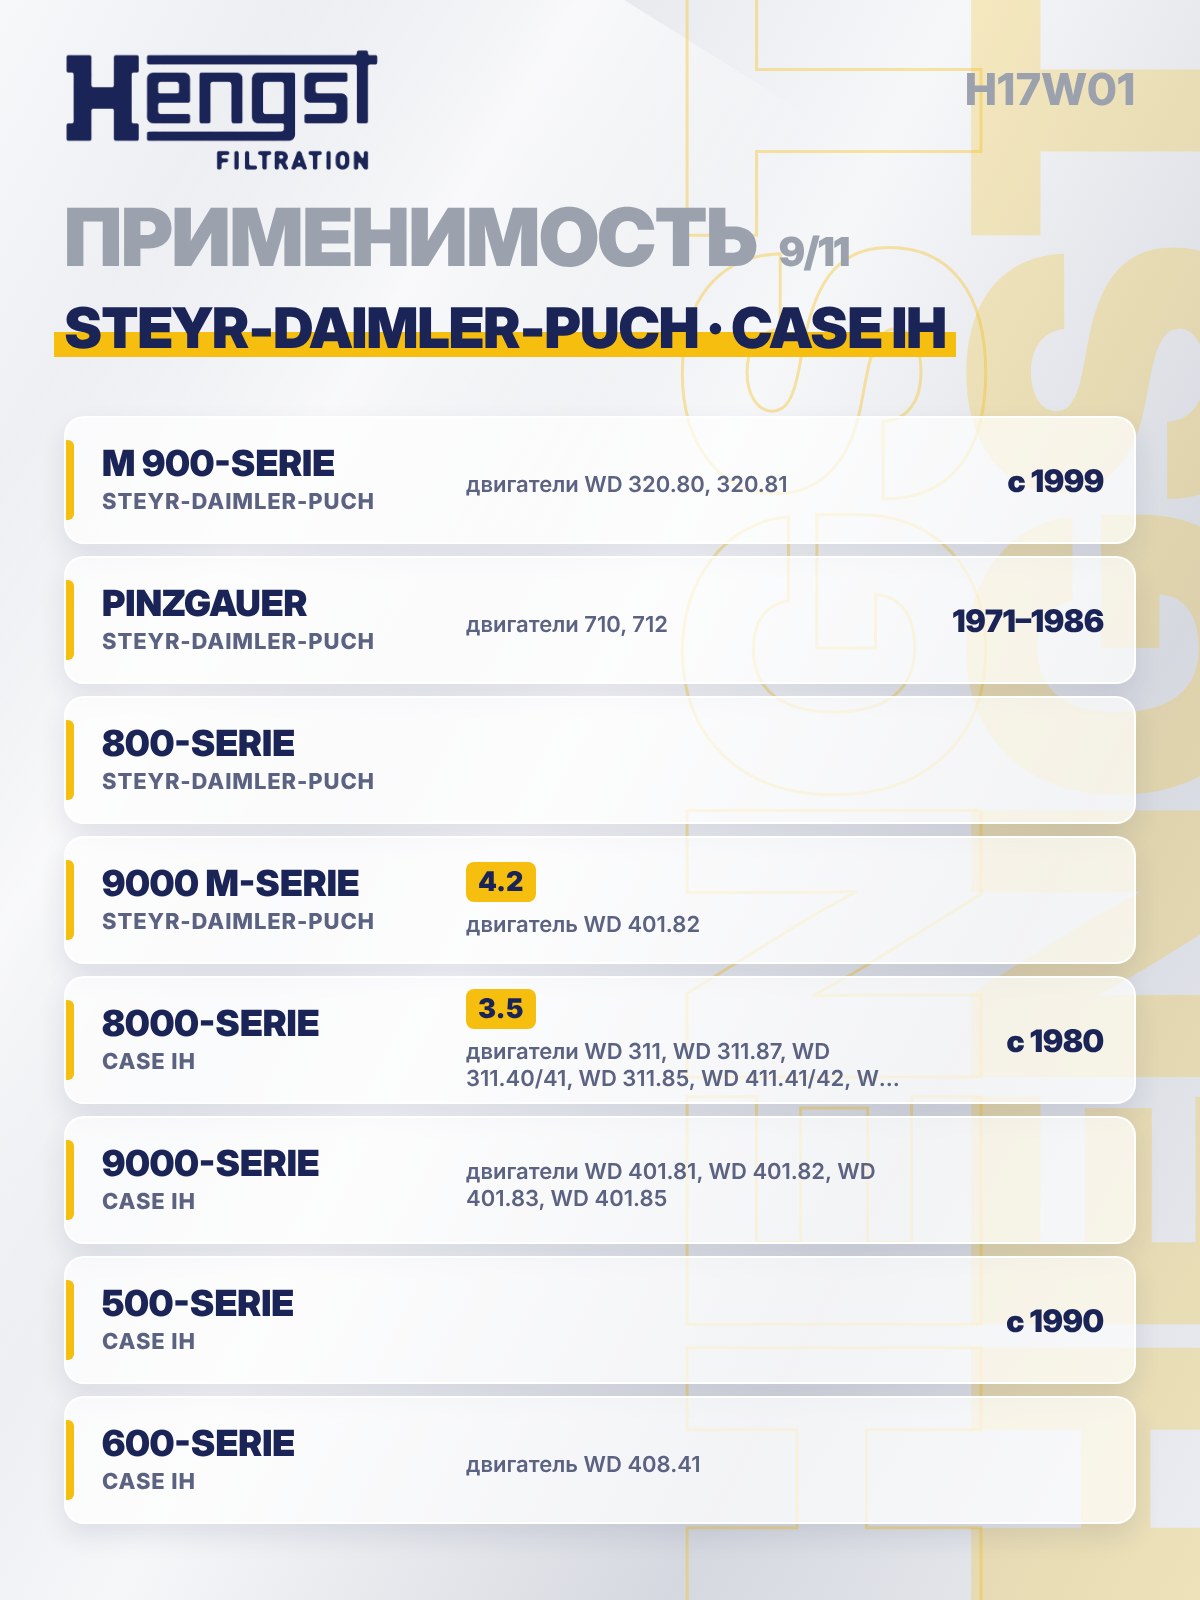 Hengst
FILTRATION
H17W01
ПРИМЕНИМОСТЬ 9/11
STEYR-DAIMLER-PUCH · CASE IH
M 900-SERIE
STEYR-DAIMLER-PUCH
двигатели WD 320.80, 320.81
с 1999
PINZGAUER
STEYR-DAIMLER-PUCH
двигатели 710, 712
1971–1986
800-SERIE
STEYR-DAIMLER-PUCH
9000 M-SERIE
STEYR-DAIMLER-PUCH
4.2
двигатель WD 401.82
8000-SERIE
CASE IH
3.5
двигатели WD 311, WD 311.87, WD
311.40/41, WD 311.85, WD 411.41/42, W...
с 1980
9000-SERIE
CASE IH
двигатели WD 401.81, WD 401.82, WD
401.83, WD 401.85
500-SERIE
CASE IH
с 1990
600-SERIE
CASE IH
двигатель WD 408.41
HENGST
HENGST